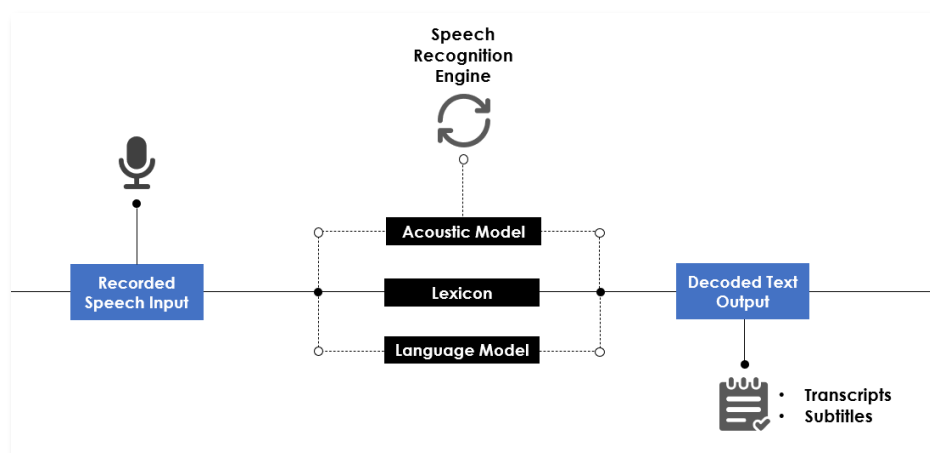 Speech
Recognition
Engine
Acoustic Model
Recorded
Speech Input
Lexicon
Decoded Text
Output
Language Model
• Transcripts
• Subtitles